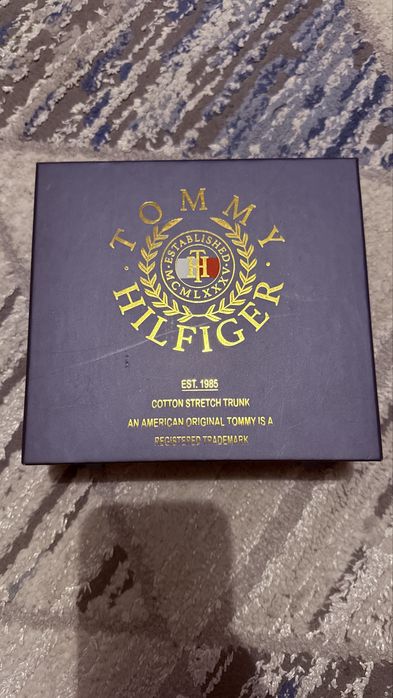 TOMMY
ESTABLISHED
TH
MCMLXXXV
HILFIGER
EST. 1985
COTTON STRETCH TRUNK
AN AMERICAN ORIGINAL TOMMY IS A
REGISTERED TRADEMARK